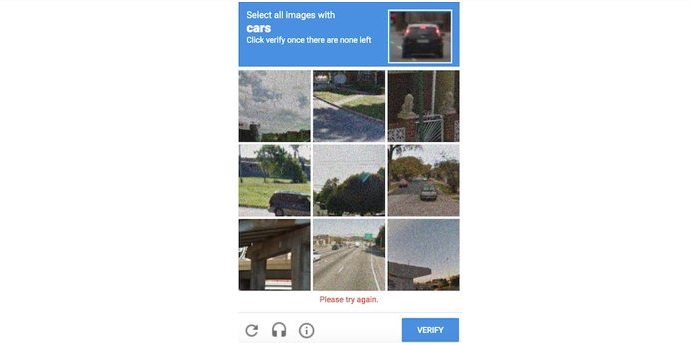 Select all images with
cars
Click verify once there are none left
Please try again.
VERIFY